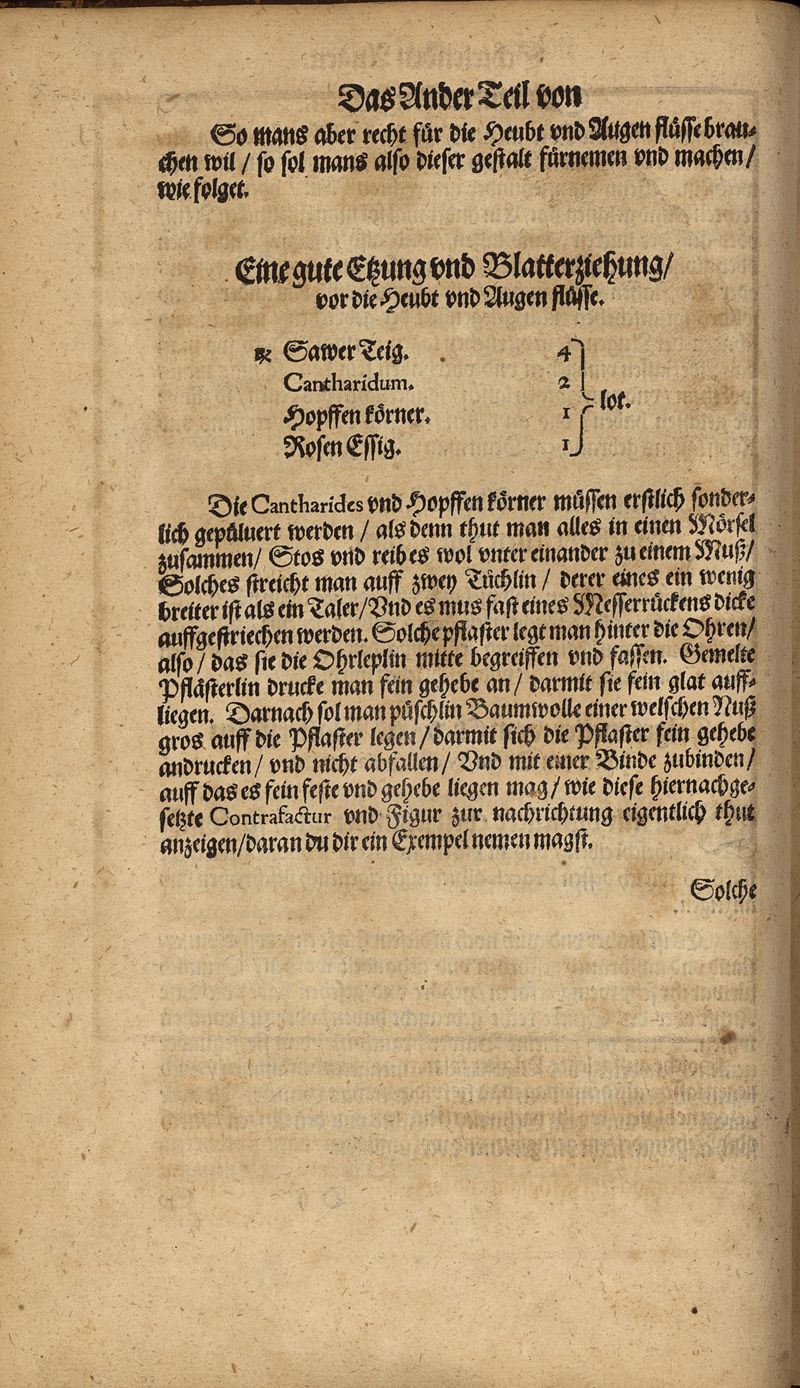 Das Ander Teil von
So mans aber recht für die Heubt vnd Augen flüsse brau-
chen wil / so sol mans also dieser gestalt fürnemen vnd machen /
wie folget.
Eine gute Etzung vnd Blatterziehung /
vor die Heubt vnd Augen flüsse.
℞ Sawer Teig. 4
Cantharidum. 2
lot.
Hopffen körner. 1
Rosen Essig. 1
Die Cantharides vnd Hopffen körner müssen erstlich sonder-
lich gepüluert werden / als denn thut man alles in einen Mörsel
zusammen / Stos vnd reib es wol vnter einander zu einem Muß /
Solches streicht man auff zwey Tüchlin / derer eines ein wenig
breiter ist als ein Taler / Vnd es mus fast eines Messerrückens dicke
auffgestriechen werden. Solche pflaster legt man hinter die Ohren /
also / das sie die Ohrleplin mitte begreiffen vnd fassen. Gemelte
Pflästerlin drucke man fein gehebe an / darmit sie fein glat auff-
liegen. Darnach sol man püschlin Baumwolle einer welschen Nuß
gros auff die Pflaster legen / darmit sich die Pflaster fein gehebe
andrucken / vnd nicht abfallen / Vnd mit einer Binde zubinden /
auff das es fein feste vnd gehebe liegen mag / wie diese hiernachge-
setzte Contrafactur vnd Figur zur nachrichtung eigentlich thut
anzeigen / daran du dir ein Exempel nemen magst.
Solche